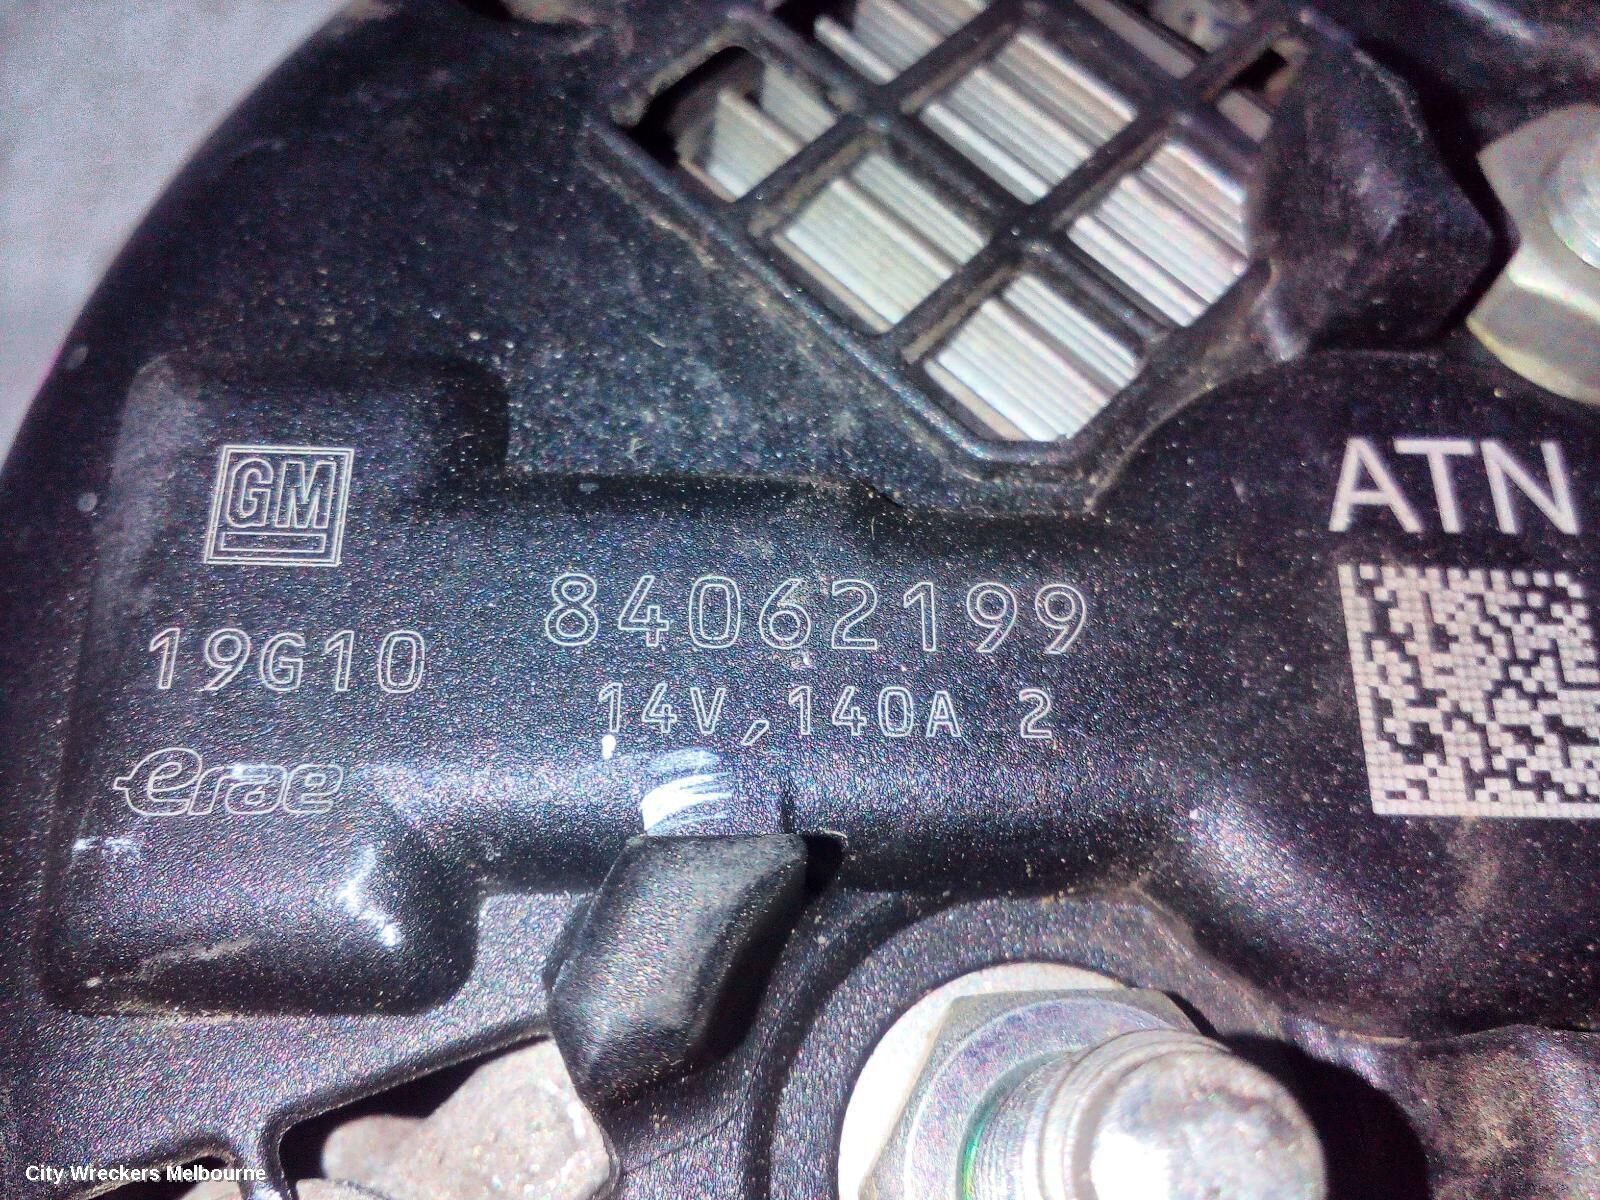 GM
84062199
19G10
14V,140A 2
erae
ATN
City Wreckers Melbourne